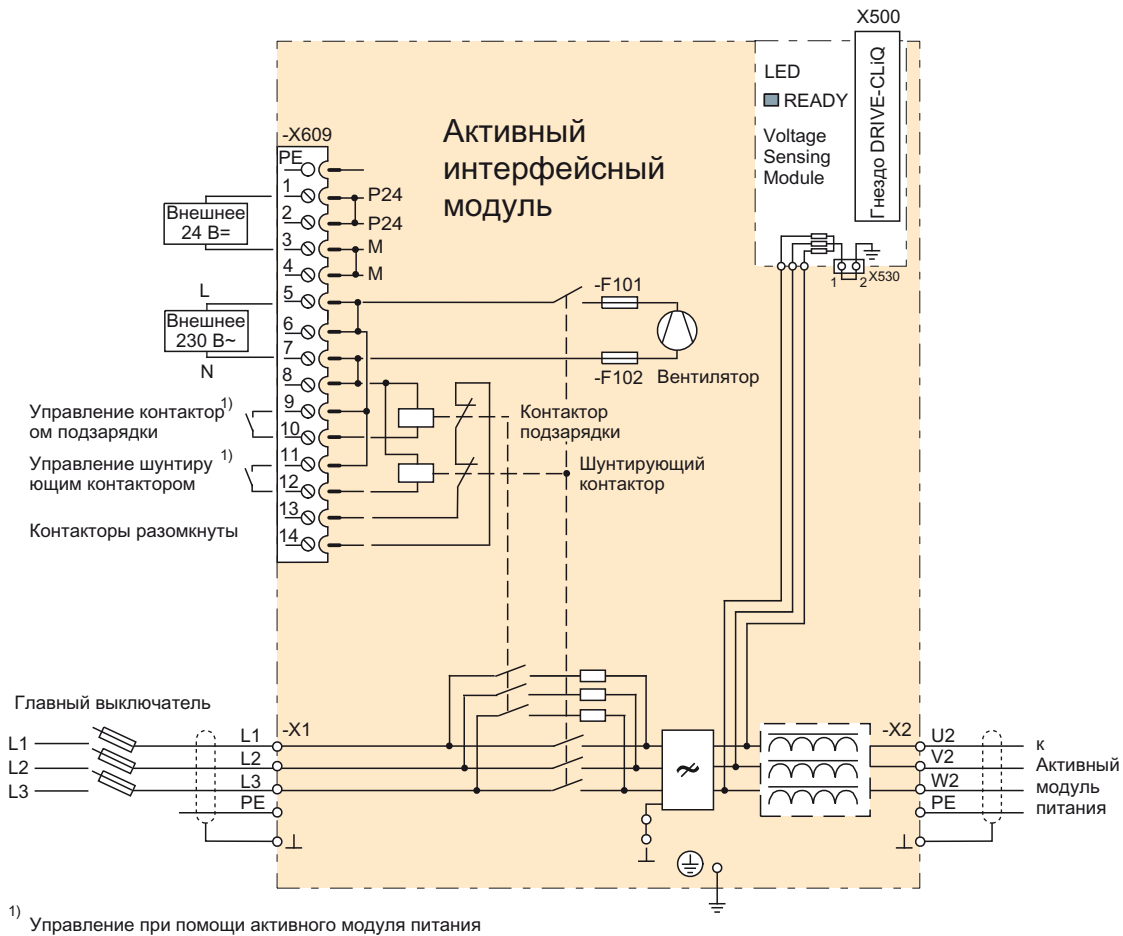 X500
LED
READY
Voltage
Sensing
Module
Гнездо DRIVE-CLiQ
1
2
X530
Активный
интерфейсный
модуль
-X609
PE
1
P24
2
P24
3
M
4
M
5
6
7
8
9
10
11
12
13
14
Внешнее
24 В=
L
Внешнее
230 В~
N
-F101
-F102
Вентилятор
Управление контактор 1)
ом подзарядки
Управление шунтиру 1)
ющим контактором
Контакторы разомкнуты
Контактор
подзарядки
Шунтирующий
контактор
Главный выключатель
L1
L2
L3
L1
L2
L3
PE
-X1
-X2
U2
V2
W2
PE
к
Активный
модуль
питания
1) Управление при помощи активного модуля питания